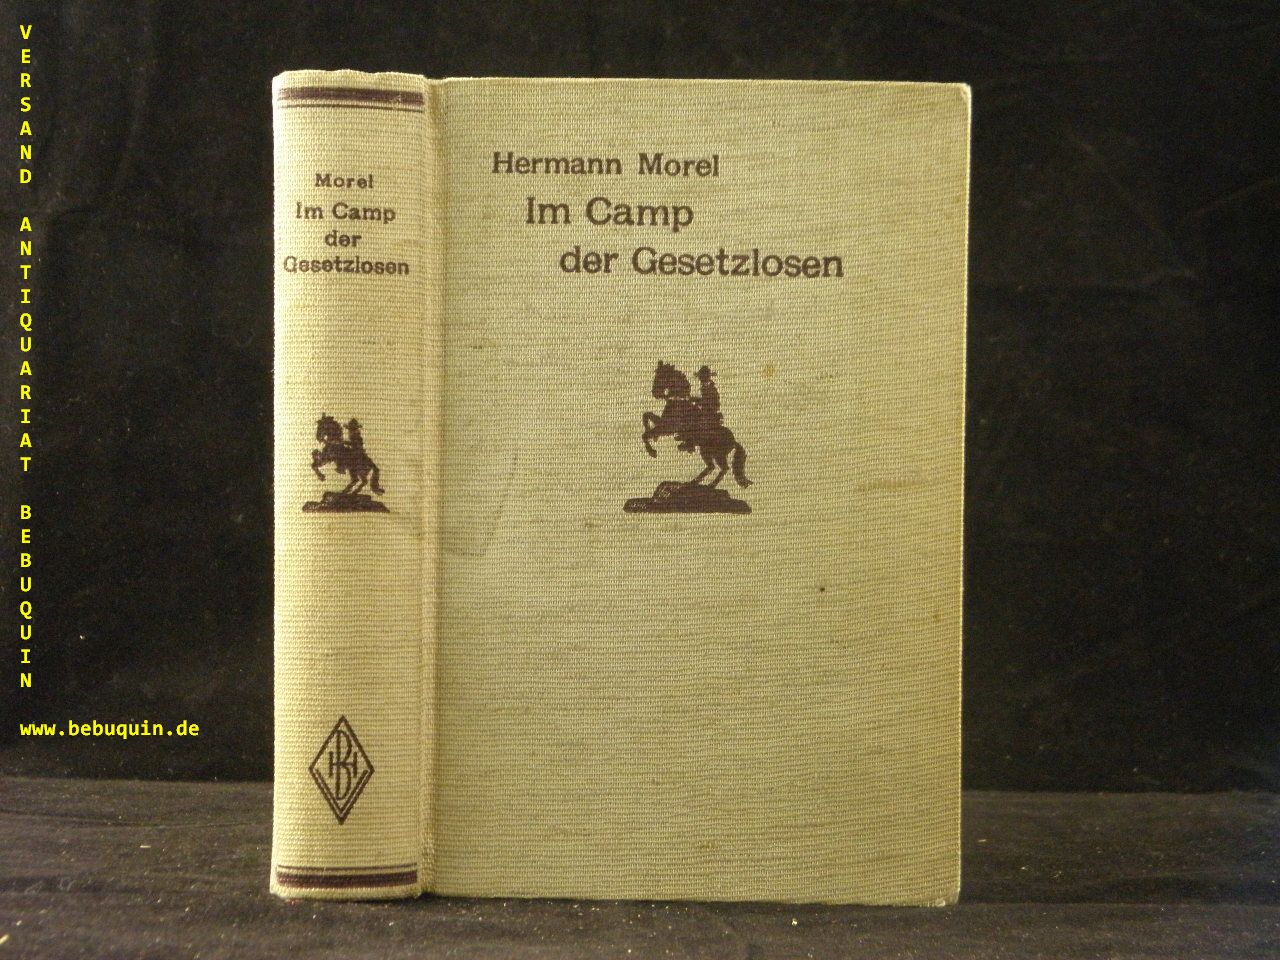 VERSAND ANTIQUARIAT BEBUQUIN
www.bebuquin.de
Morel
Im Camp
der
Gesetzlosen
Hermann Morel
Im Camp
der Gesetzlosen